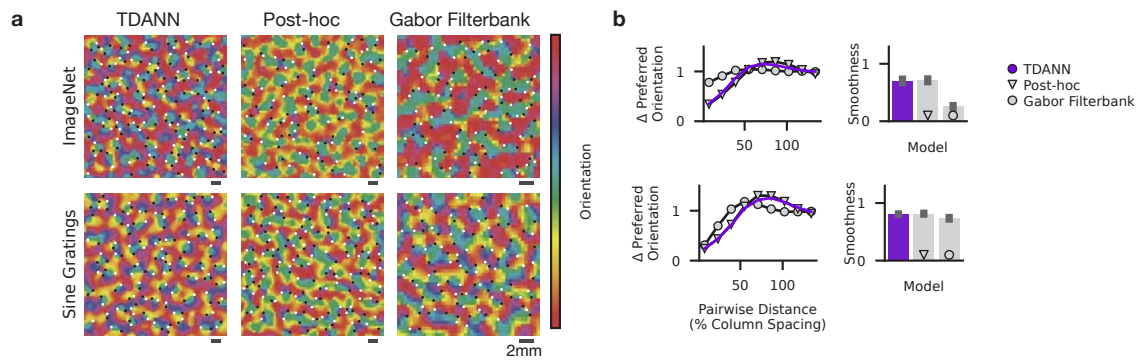 a
TDANN
Post-hoc
Gabor Filterbank
ImageNet
Sine Gratings
Orientation
2mm
b
Δ Preferred
Orientation
1
0
50
100
Smoothness
1
0
Model
TDANN
Post-hoc
Gabor Filterbank
Δ Preferred
Orientation
1
0
50
100
Pairwise Distance
(% Column Spacing)
Smoothness
1
0
Model